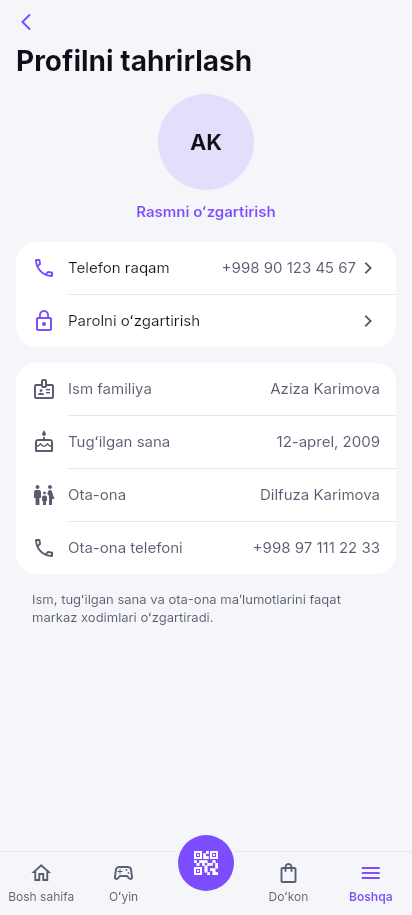 Profilni tahrirlash
AK
Rasmni oʻzgartirish
Telefon raqam +998 90 123 45 67
Parolni oʻzgartirish
Ism familiya Aziza Karimova
Tugʻilgan sana 12-aprel, 2009
Ota-ona Dilfuza Karimova
Ota-ona telefoni +998 97 111 22 33
Ism, tugʻilgan sana va ota-ona maʼlumotlarini faqat
markaz xodimlari oʻzgartiradi.
Bosh sahifa Oʻyin Doʻkon Boshqa